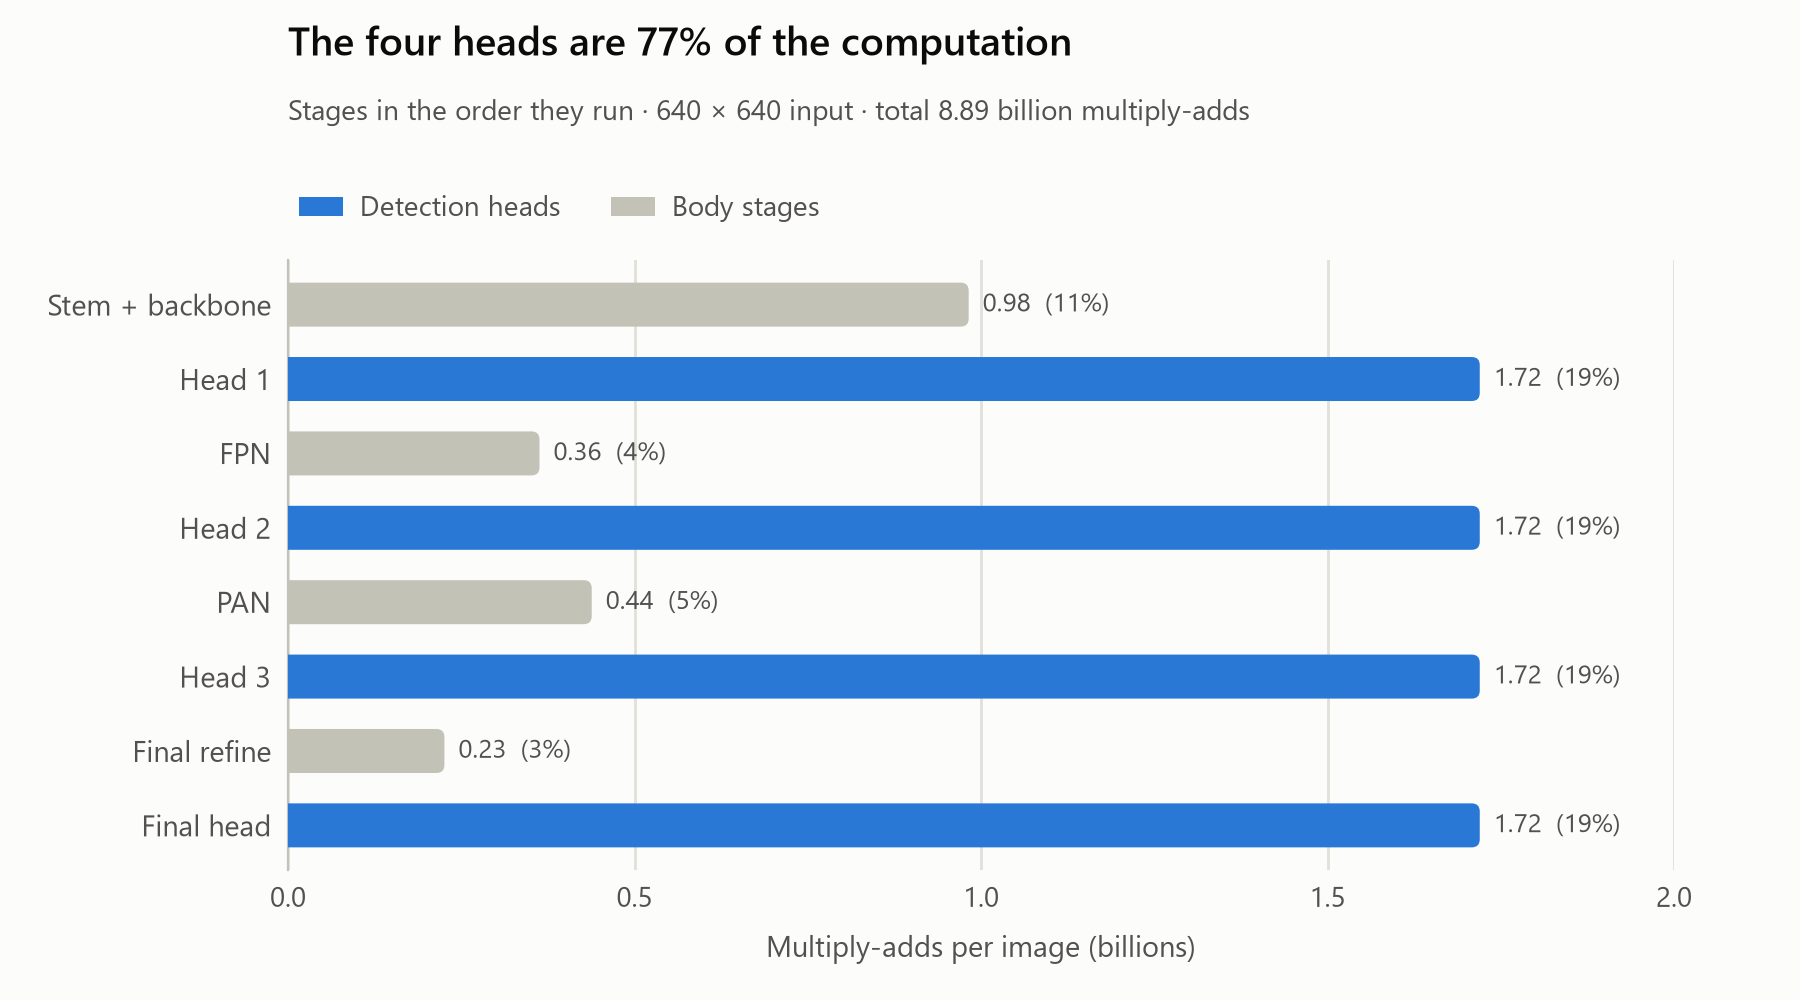 The four heads are 77% of the computation
Stages in the order they run · 640 × 640 input · total 8.89 billion multiply-adds
Detection heads
Body stages
Stem + backbone
0.98 (11%)
Head 1
1.72 (19%)
FPN
0.36 (4%)
Head 2
1.72 (19%)
PAN
0.44 (5%)
Head 3
1.72 (19%)
Final refine
0.23 (3%)
Final head
1.72 (19%)
0.0
0.5
1.0
1.5
2.0
Multiply-adds per image (billions)